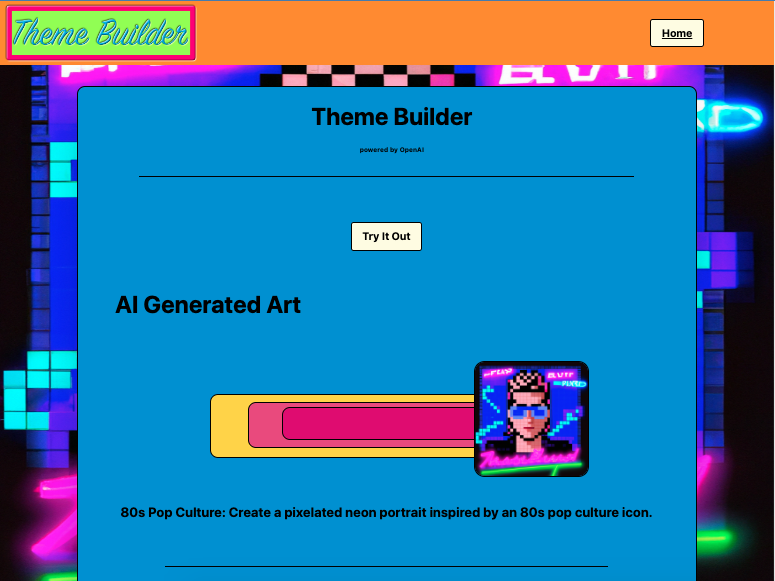 Theme Builder
Home
Theme Builder
powered by OpenAI
Try It Out
AI Generated Art
80s Pop Culture: Create a pixelated neon portrait inspired by an 80s pop culture icon.